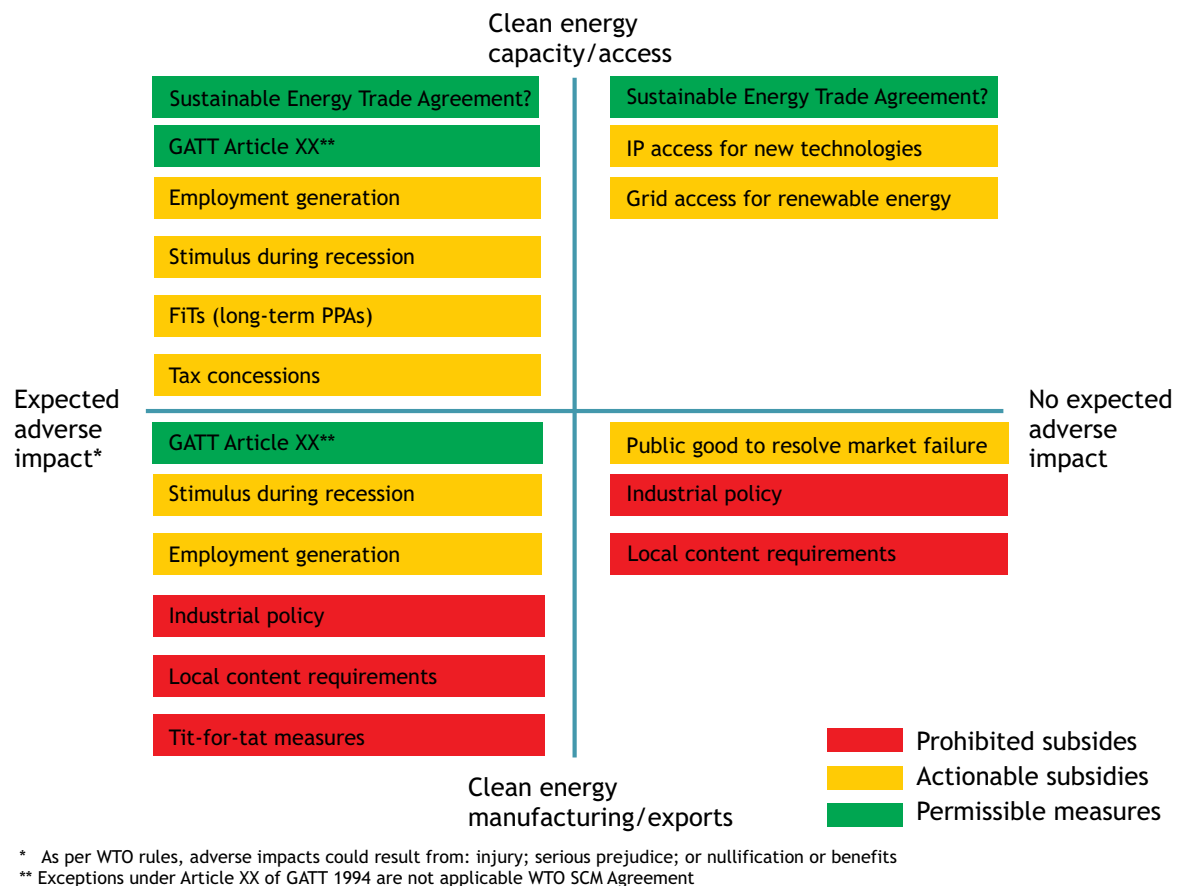 Clean energy
capacity/access
Sustainable Energy Trade Agreement?
GATT Article XX**
Employment generation
Stimulus during recession
FiTs (long-term PPAs)
Tax concessions
Sustainable Energy Trade Agreement?
IP access for new technologies
Grid access for renewable energy
Expected
adverse
impact*
No expected
adverse
impact
GATT Article XX**
Stimulus during recession
Employment generation
Industrial policy
Local content requirements
Tit-for-tat measures
Public good to resolve market failure
Industrial policy
Local content requirements
Clean energy
manufacturing/exports
Prohibited subsides
Actionable subsidies
Permissible measures
* As per WTO rules, adverse impacts could result from: injury; serious prejudice; or nullification or benefits
** Exceptions under Article XX of GATT 1994 are not applicable WTO SCM Agreement